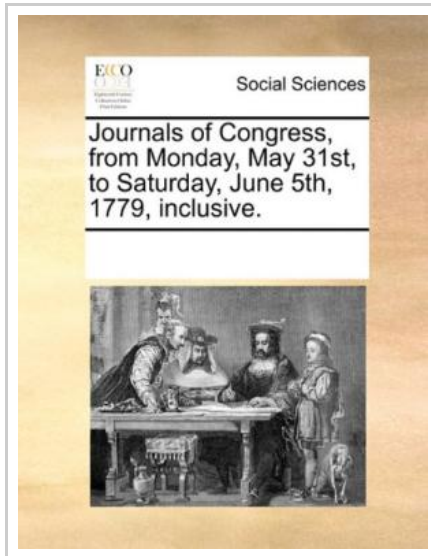 ECCO
Social Sciences
Journals of Congress,
from Monday, May 31st,
to Saturday, June 5th,
1779, inclusive.